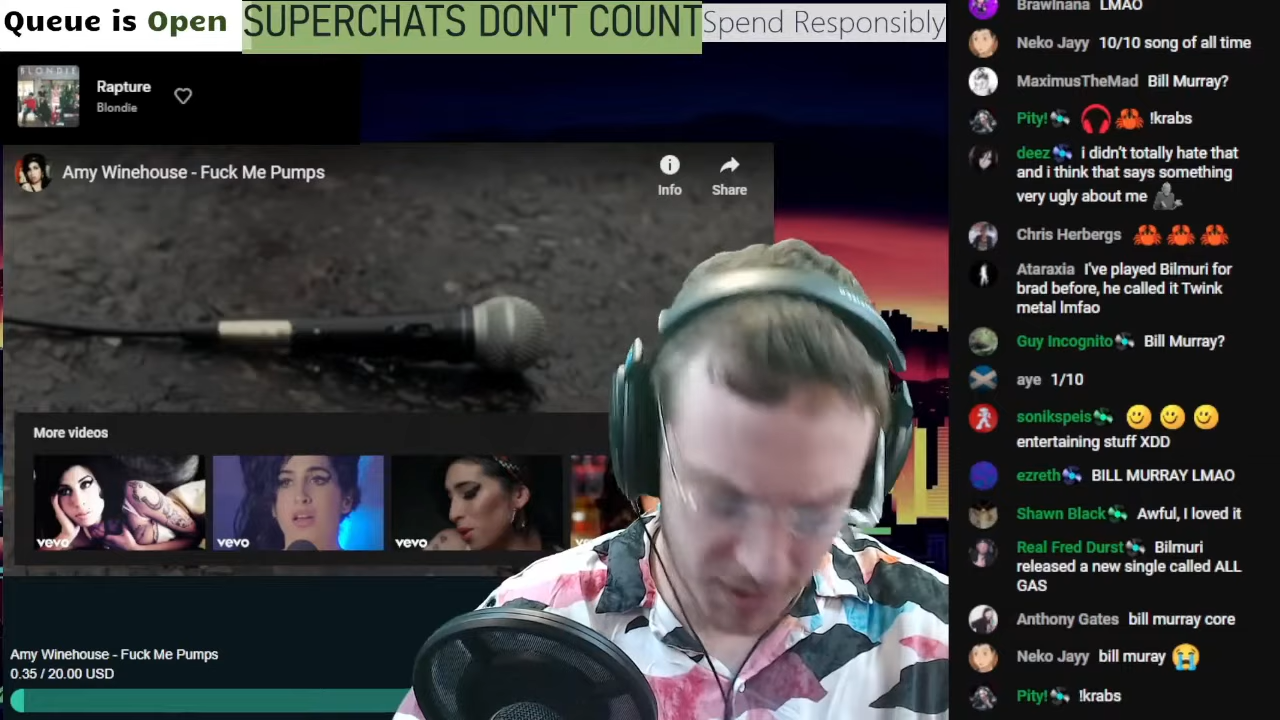 Queue is Open
SUPERCHATS DON'T COUNT
Spend Responsibly
BLONDIE
Rapture
Blondie
Amy Winehouse - Fuck Me Pumps
Info
Share
More videos
vevo
vevo
vevo
Amy Winehouse - Fuck Me Pumps
0.35 / 20.00 USD
Brawlnana LMAO
Neko Jayy 10/10 song of all time
MaximusTheMad Bill Murray?
Pity! !krabs
deez i didn't totally hate that
and i think that says something
very ugly about me
Chris Herbergs
Ataraxia I've played Bilmuri for
brad before, he called it Twink
metal lmfao
Guy Incognito Bill Murray?
aye 1/10
sonikspeis
entertaining stuff XDD
ezreth BILL MURRAY LMAO
Shawn Black Awful, I loved it
Real Fred Durst Bilmuri
released a new single called ALL
GAS
Anthony Gates bill murray core
Neko Jayy bill muray
Pity! !krabs